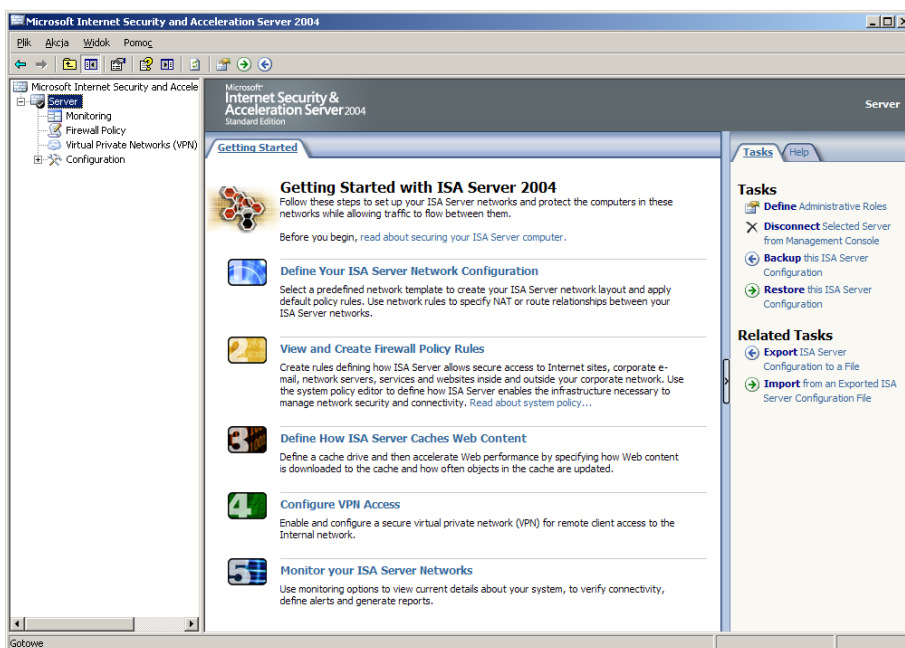 Microsoft Internet Security and Acceleration Server 2004
Plik Akcja Widok Pomoc
Microsoft Internet Security and Accele
Server
Monitoring
Firewall Policy
Virtual Private Networks (VPN)
Configuration
Microsoft
Internet Security &
Acceleration Server 2004
Standard Edition
Server
Getting Started
Getting Started with ISA Server 2004
Follow these steps to set up your ISA Server networks and protect the computers in these
networks while allowing traffic to flow between them.
Before you begin, read about securing your ISA Server computer.
1
Define Your ISA Server Network Configuration
Select a predefined network template to create your ISA Server network layout and apply
default policy rules. Use network rules to specify NAT or route relationships between your
ISA Server networks.
2
View and Create Firewall Policy Rules
Create rules defining how ISA Server allows secure access to Internet sites, corporate e-
mail, network servers, services and websites inside and outside your corporate network. Use
the system policy editor to define how ISA Server enables the infrastructure necessary to
manage network security and connectivity. Read about system policy...
3
Define How ISA Server Caches Web Content
Define a cache drive and then accelerate Web performance by specifying how Web content
is downloaded to the cache and how often objects in the cache are updated.
4
Configure VPN Access
Enable and configure a secure virtual private network (VPN) for remote client access to the
Internal network.
5
Monitor your ISA Server Networks
Use monitoring options to view current details about your system, to verify connectivity,
define alerts and generate reports.
Tasks Help
Tasks
Define Administrative Roles
Disconnect Selected Server
from Management Console
Backup this ISA Server
Configuration
Restore this ISA Server
Configuration
Related Tasks
Export ISA Server
Configuration to a File
Import from an Exported ISA
Server Configuration File
Gotowe